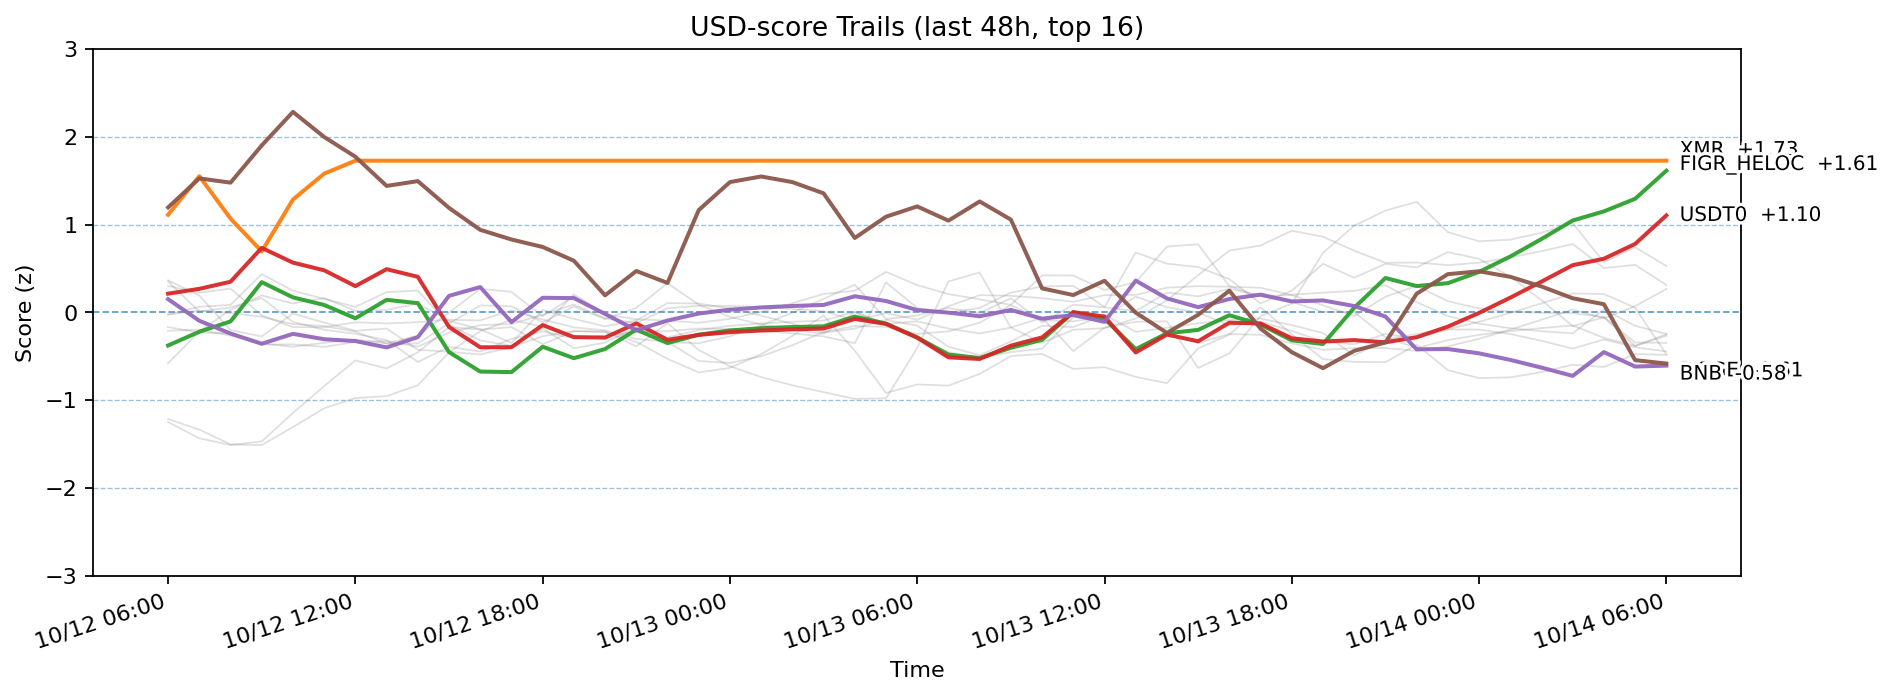 USD-score Trails (last 48h, top 16)
Score (z)
3
2
1
0
−1
−2
−3
XMR +1.73
FIGR_HELOC +1.61
USDT0 +1.10
BNB -0.58
10/12 06:00
10/12 12:00
10/12 18:00
10/13 00:00
10/13 06:00
10/13 12:00
10/13 18:00
10/14 00:00
10/14 06:00
Time